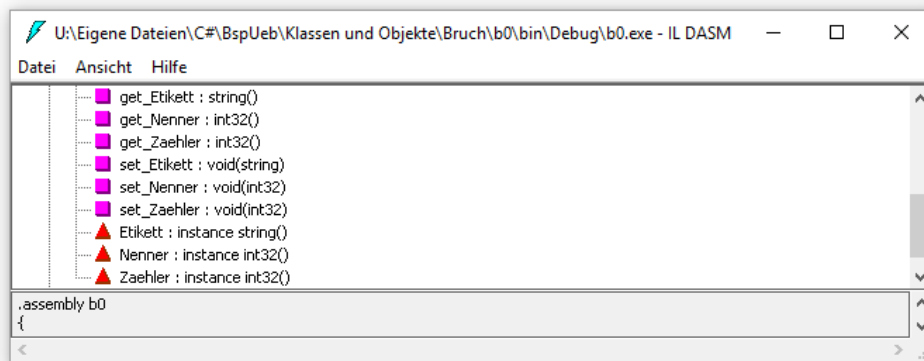 U:\Eigene Dateien\C#\BspUeb\Klassen und Objekte\Bruch\b0\bin\Debug\b0.exe - IL DASM
Datei Ansicht Hilfe
get_Etikett : string()
get_Nenner : int32()
get_Zaehler : int32()
set_Etikett : void(string)
set_Nenner : void(int32)
set_Zaehler : void(int32)
Etikett : instance string()
Nenner : instance int32()
Zaehler : instance int32()
.assembly b0
{